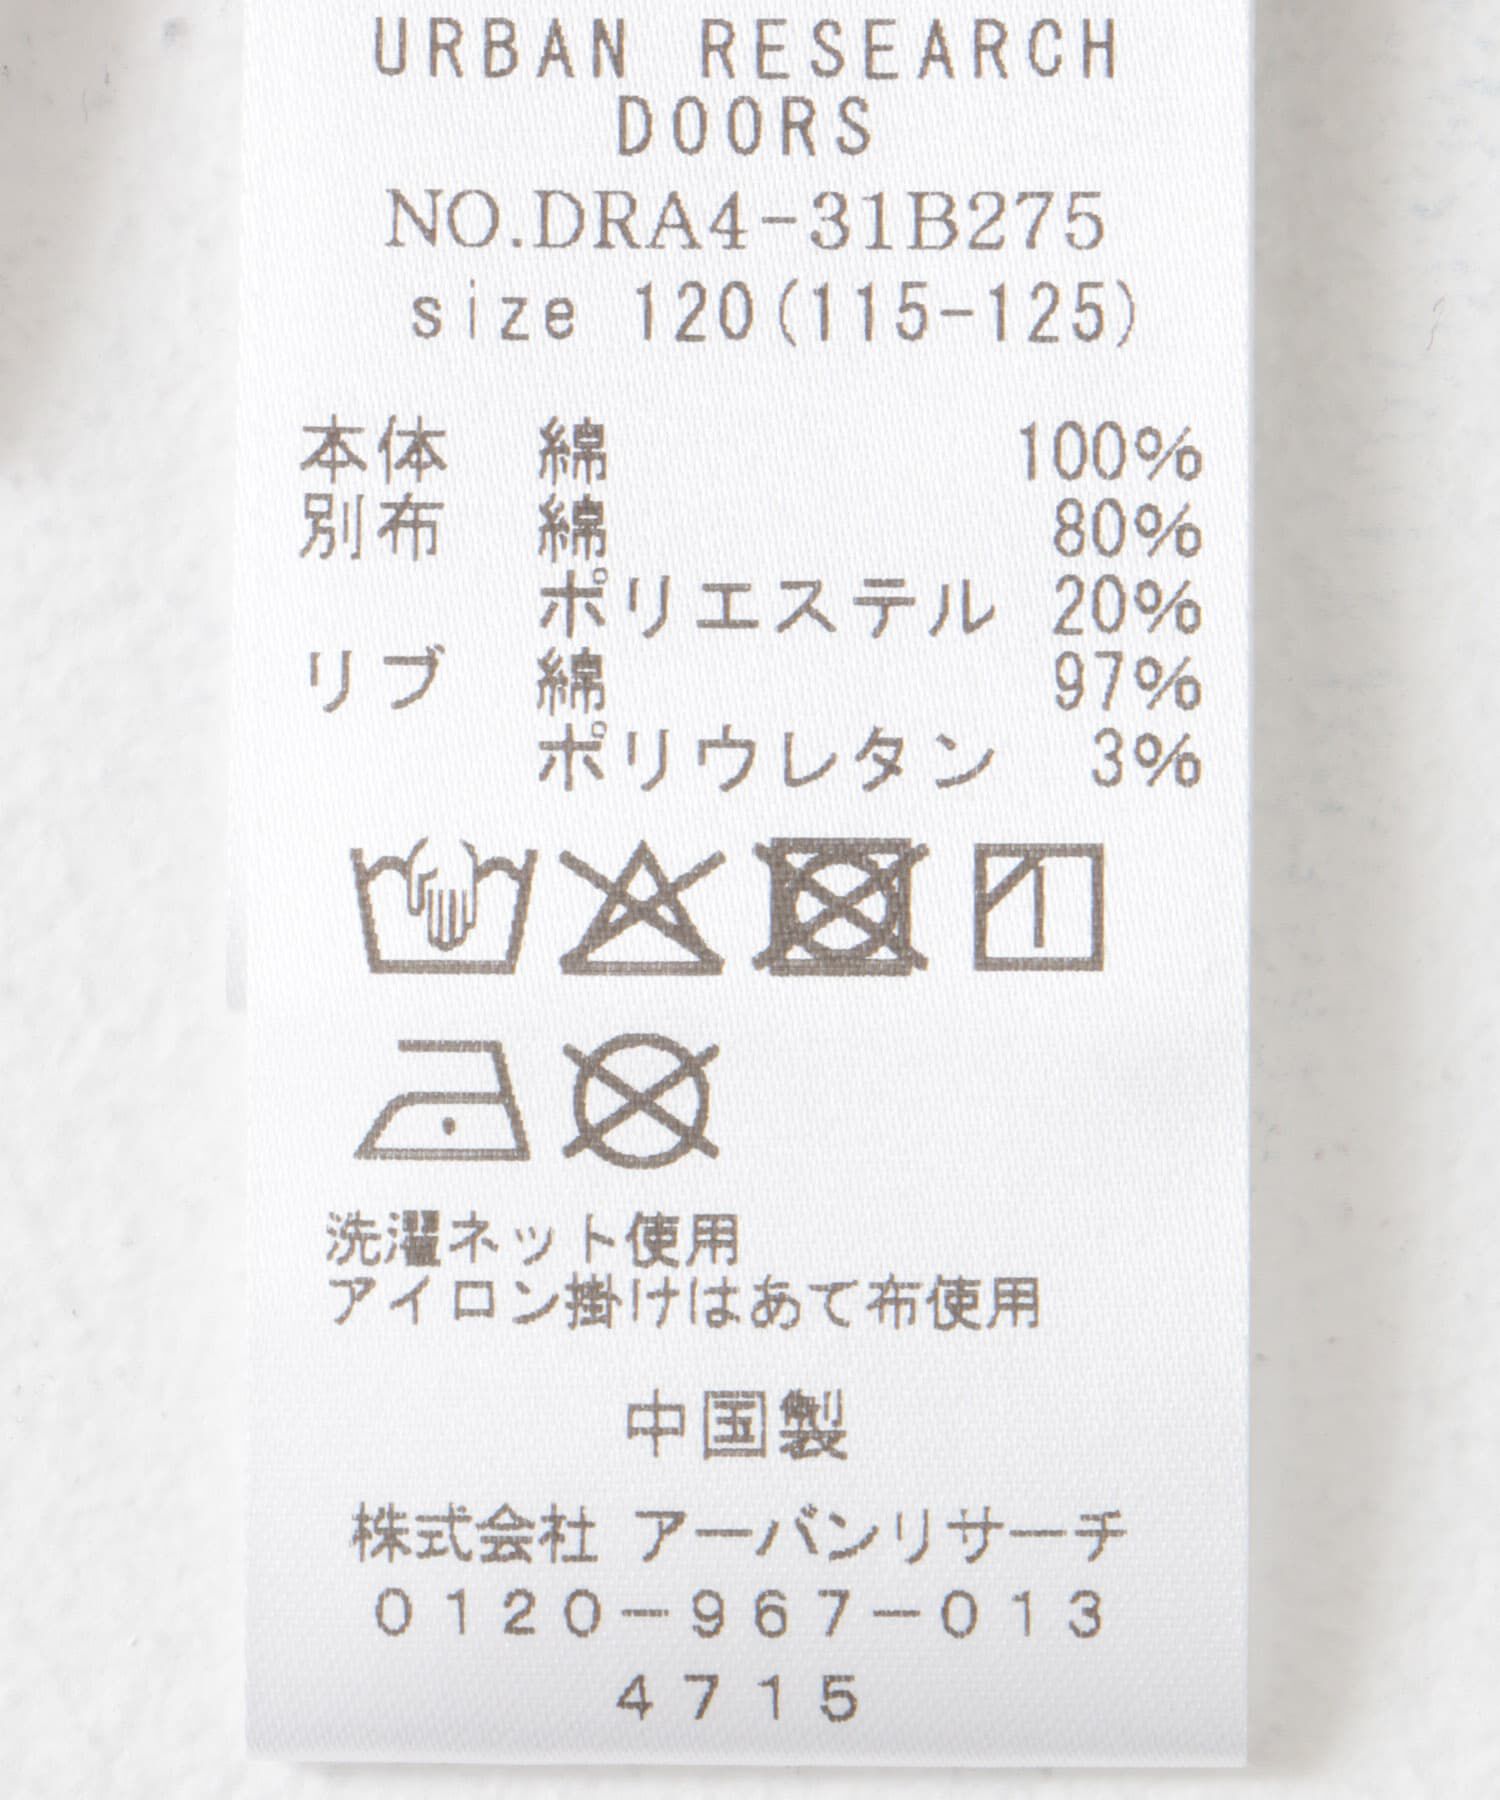 URBAN RESEARCH
DOORS
NO.DRA4-31B275
size 120(115-125)
本体 綿 100%
別布 綿 80%
ポリエステル 20%
リブ 綿 97%
ポリウレタン 3%
洗濯ネット使用
アイロン掛けはあて布使用
中国製
株式会社 アーバンリサーチ
0120-967-013
4715